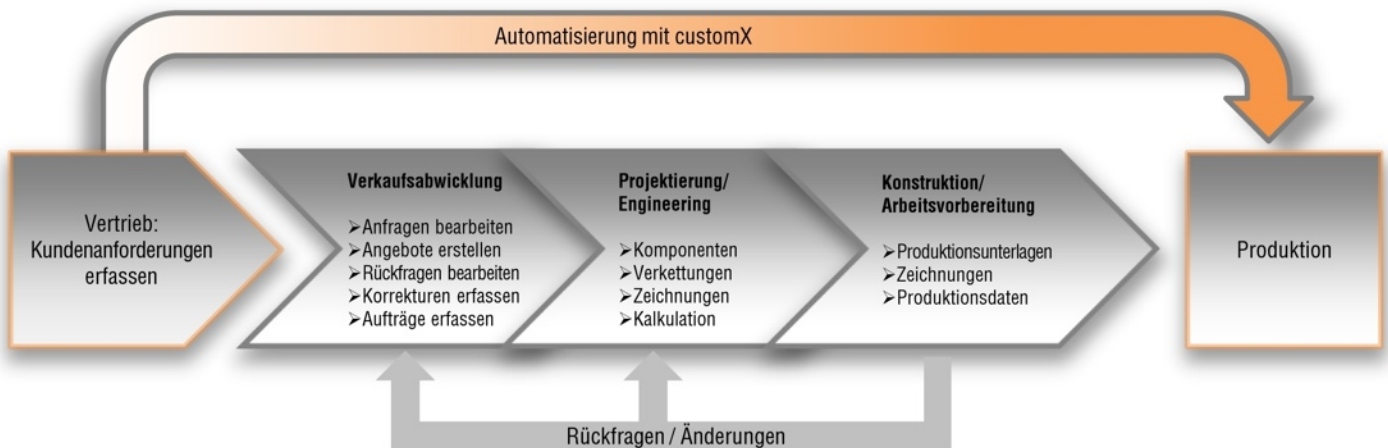 Automatisierung mit customX
Vertrieb:
Kundenanforderungen
erfassen
Verkaufsabwicklung
➢Anfragen bearbeiten
➢Angebote erstellen
➢Rückfragen bearbeiten
➢Korrekturen erfassen
➢Aufträge erfassen
Projektierung/
Engineering
➢Komponenten
➢Verkettungen
➢Zeichnungen
➢Kalkulation
Konstruktion/
Arbeitsvorbereitung
➢Produktionsunterlagen
➢Zeichnungen
➢Produktionsdaten
Produktion
Rückfragen / Änderungen